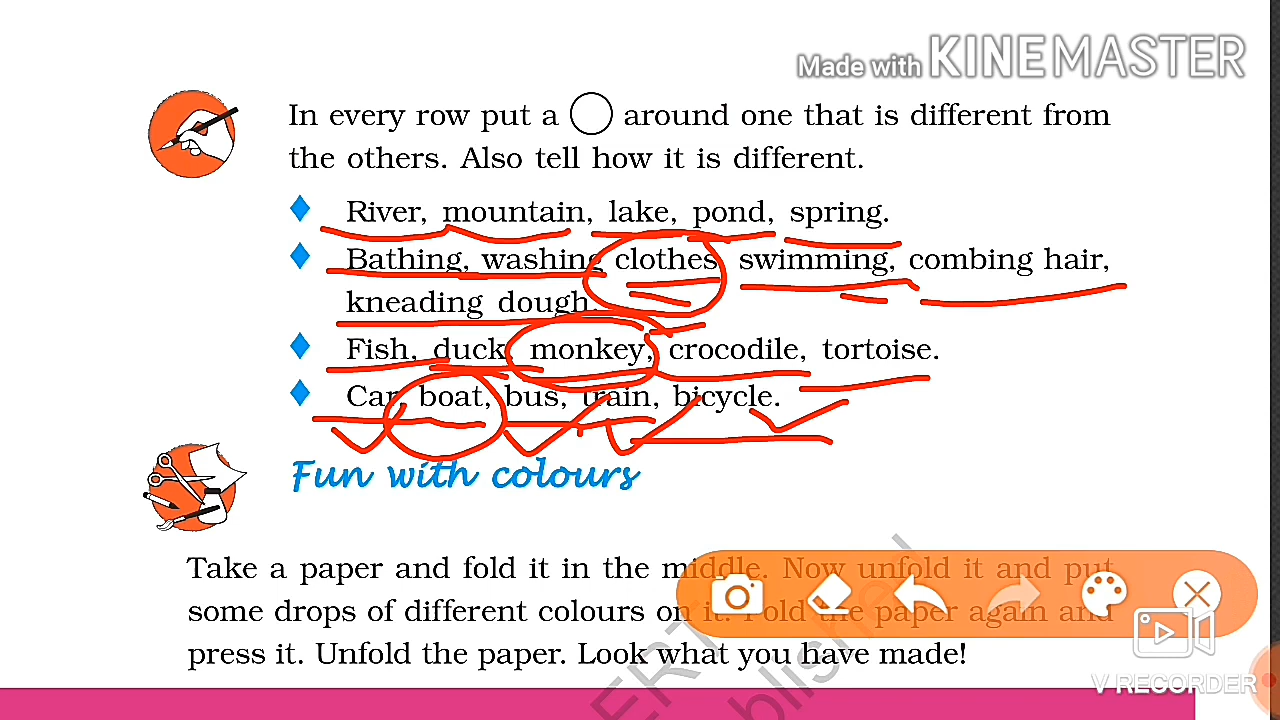 Made with KINEMASTER
In every row put a ◯ around one that is different from
the others. Also tell how it is different.
♦ River, mountain, lake, pond, spring.
♦ Bathing, washing clothes, swimming, combing hair,
kneading dough.
♦ Fish, duck, monkey, crocodile, tortoise.
♦ Car, boat, bus, train, bicycle.
Fun with colours
Take a paper and fold it in the middle. Now unfold it and put
some drops of different colours on it. Fold the paper again and
press it. Unfold the paper. Look what you have made!
V RECORDER